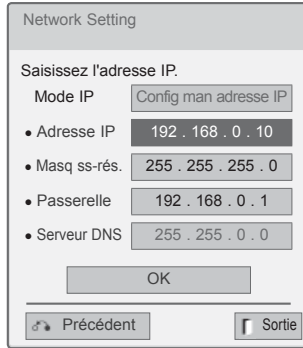 Network Setting
Saisissez l'adresse IP.
Mode IP Config man adresse IP
• Adresse IP 192 . 168 . 0 . 10
• Masq ss-rés. 255 . 255 . 255 . 0
• Passerelle 192 . 168 . 0 . 1
• Serveur DNS 255 . 255 . 0 . 0
OK
Précédent Sortie